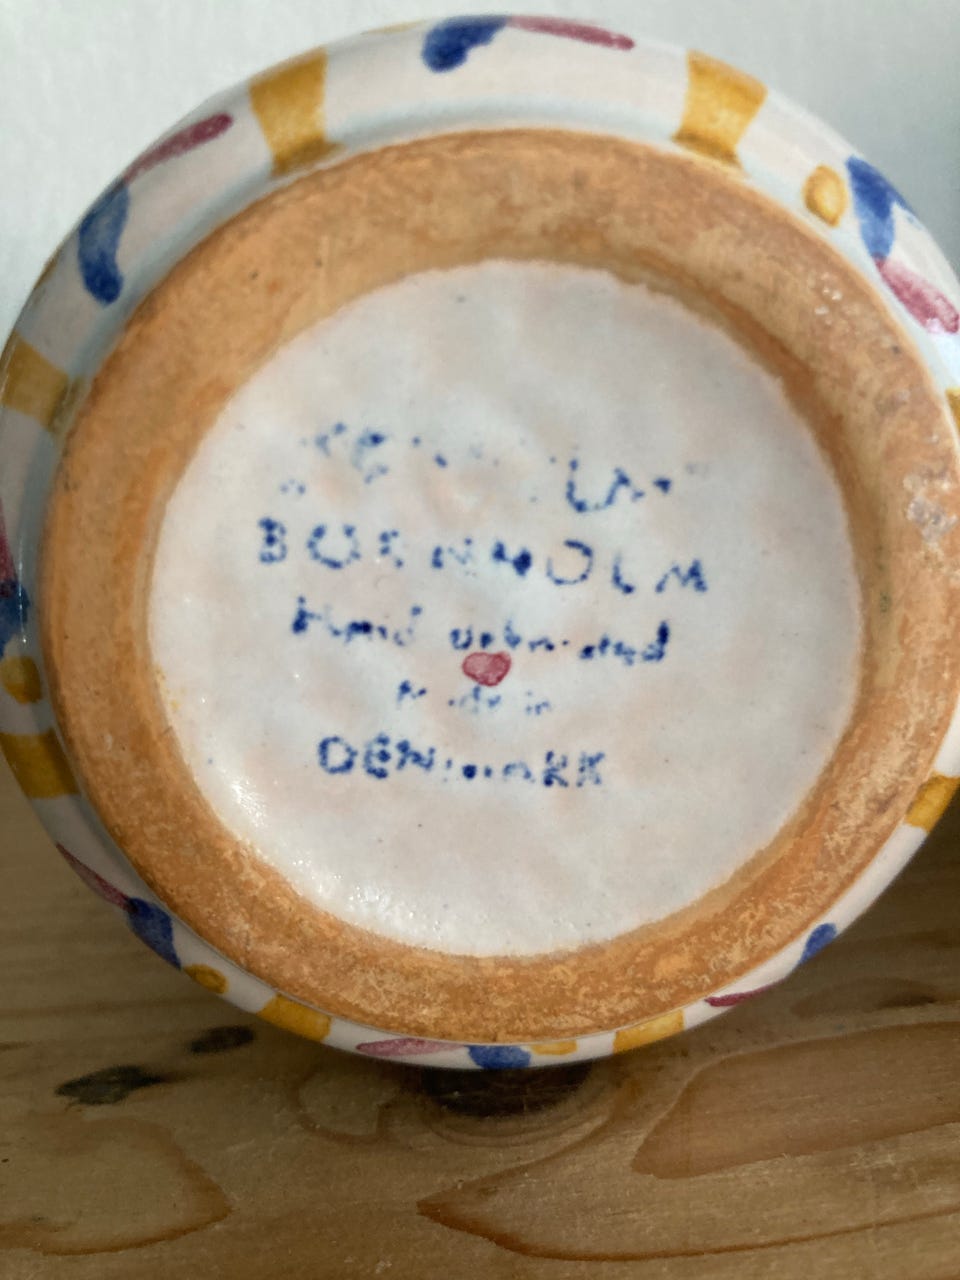 BORNHOLM
Hand decorated
Made in
DENMARK